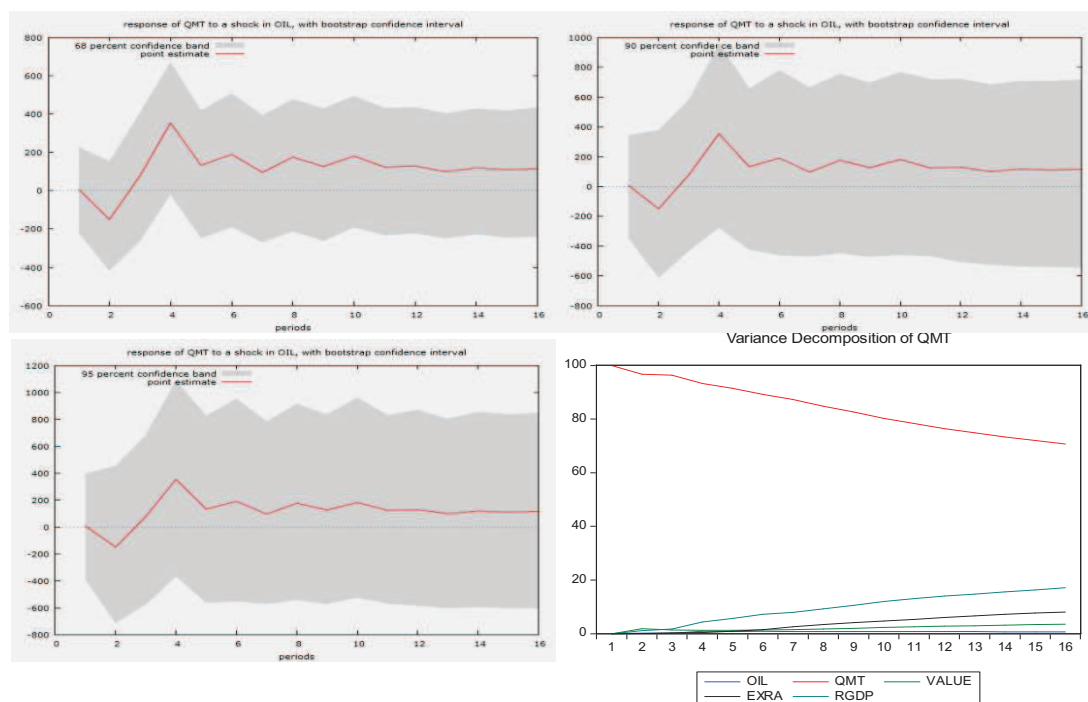 response of QMT to a shock in OIL, with bootstrap confidence interval
68 percent confidence band
point estimate
800
600
400
200
0
-200
-400
-600
0 2 4 6 8 10 12 14 16
periods
response of QMT to a shock in OIL, with bootstrap confidence interval
90 percent confidence band
point estimate
1000
800
600
400
200
0
-200
-400
-600
-800
0 2 4 6 8 10 12 14 16
periods
response of QMT to a shock in OIL, with bootstrap confidence interval
95 percent confidence band
point estimate
1200
1000
800
600
400
200
0
-200
-400
-600
-800
0 2 4 6 8 10 12 14 16
periods
Variance Decomposition of QMT
100
80
60
40
20
0
1 2 3 4 5 6 7 8 9 10 11 12 13 14 15 16
OIL QMT VALUE
EXRA RGDP